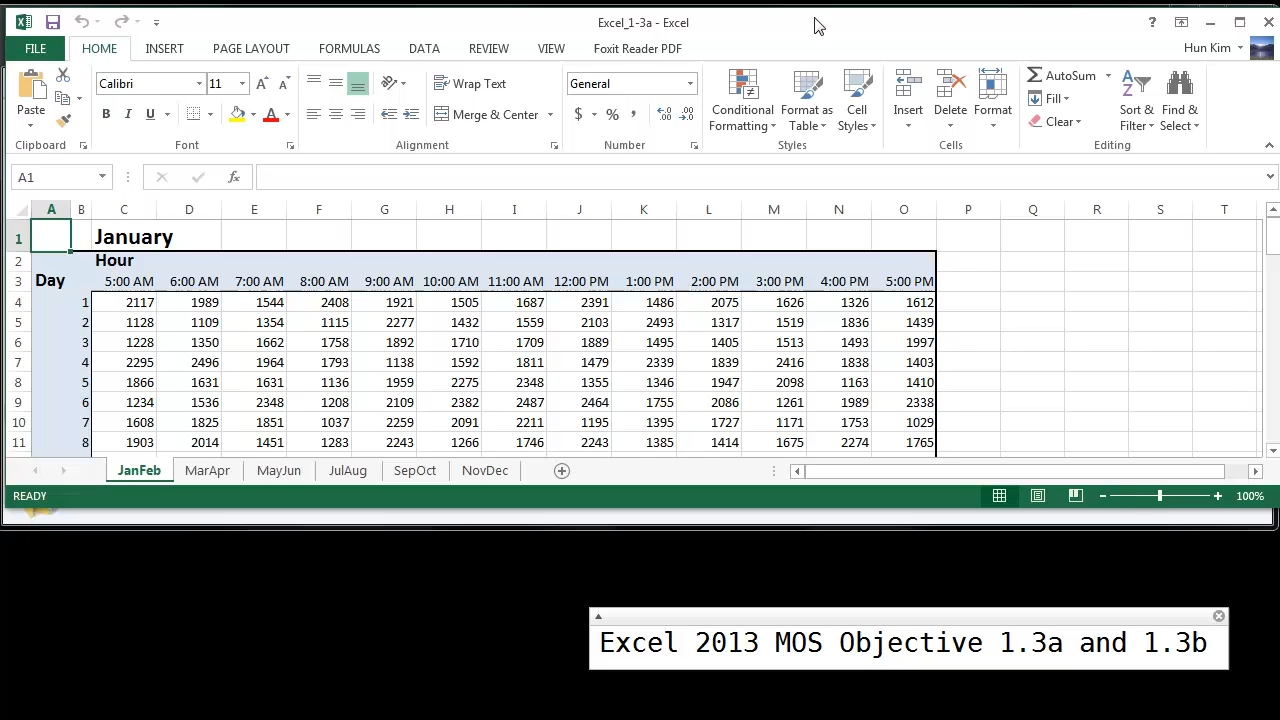 Excel_1-3a - Excel
?
FILE HOME INSERT PAGE LAYOUT FORMULAS DATA REVIEW VIEW Foxit Reader PDF Hun Kim
Calibri 11 Wrap Text General AutoSum
Paste B I U Merge & Center $ % , Conditional Formatting Format as Table Cell Styles Insert Delete Format Fill Clear Sort & Filter Find & Select
Clipboard Font Alignment Number Styles Cells Editing
A1 fx
A B C D E F G H I J K L M N O P Q R S T
1 January
2 Hour
3 Day 5:00 AM 6:00 AM 7:00 AM 8:00 AM 9:00 AM 10:00 AM 11:00 AM 12:00 PM 1:00 PM 2:00 PM 3:00 PM 4:00 PM 5:00 PM
4 1 2117 1989 1544 2408 1921 1505 1687 2391 1486 2075 1626 1326 1612
5 2 1128 1109 1354 1115 2277 1432 1559 2103 2493 1317 1519 1836 1439
6 3 1228 1350 1662 1758 1892 1710 1709 1889 1495 1405 1513 1493 1997
7 4 2295 2496 1964 1793 1138 1592 1811 1479 2339 1839 2416 1838 1403
8 5 1866 1631 1631 1136 1959 2275 2348 1355 1346 1947 2098 1163 1410
9 6 1234 1536 2348 1208 2109 2382 2487 2464 1755 2086 1261 1989 2338
10 7 1608 1825 1851 1037 2259 2091 2211 1195 1395 1727 1171 1753 1029
11 8 1903 2014 1451 1283 2243 1266 1746 2243 1385 1414 1675 2274 1765
JanFeb MarApr MayJun JulAug SepOct NovDec
READY 100%
Excel 2013 MOS Objective 1.3a and 1.3b